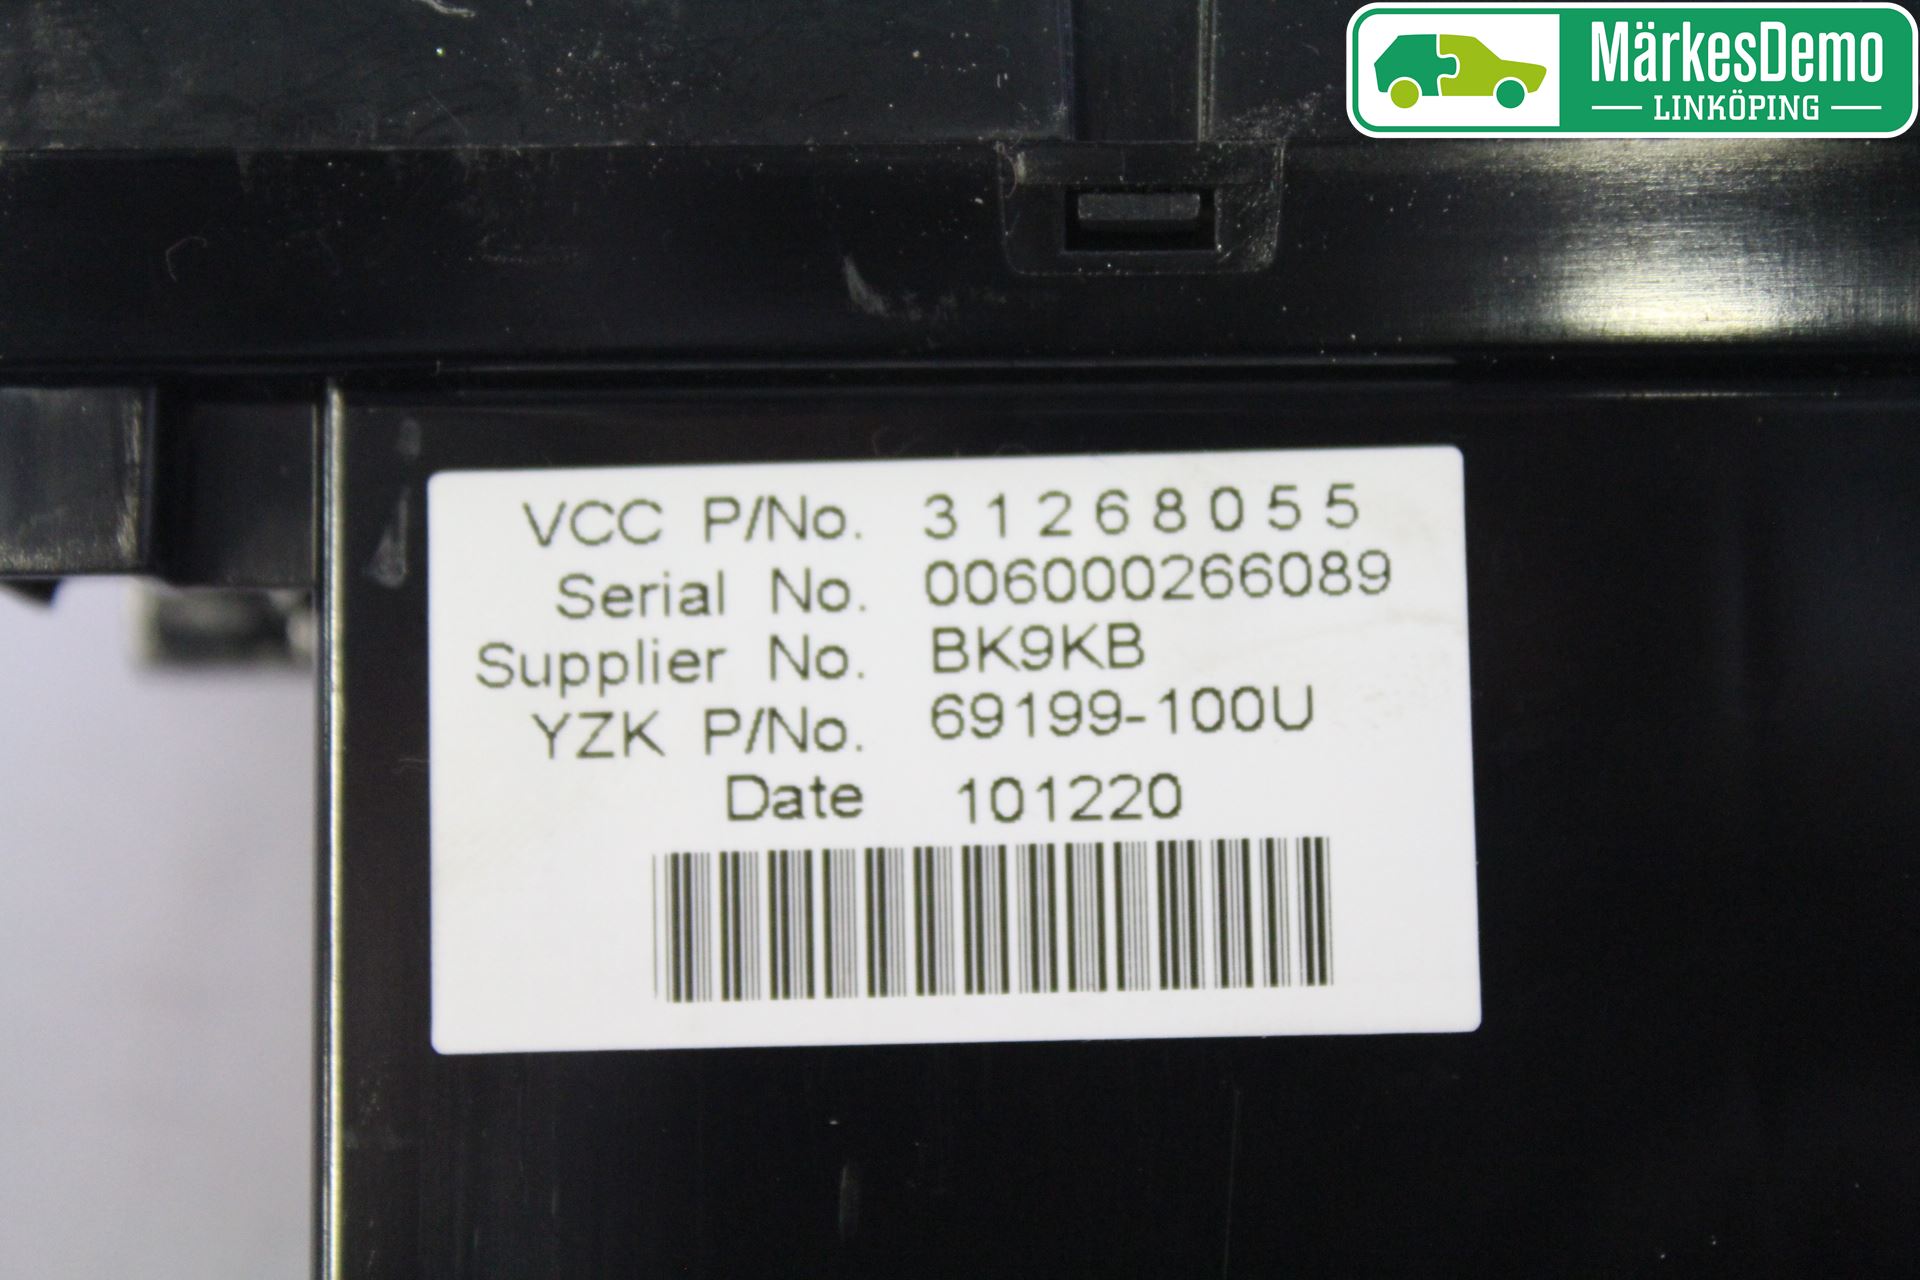 MärkesDemo
LINKÖPING
VCC P/No. 31268055
Serial No. 006000266089
Supplier No. BK9KB
YZK P/No. 69199-100U
Date 101220